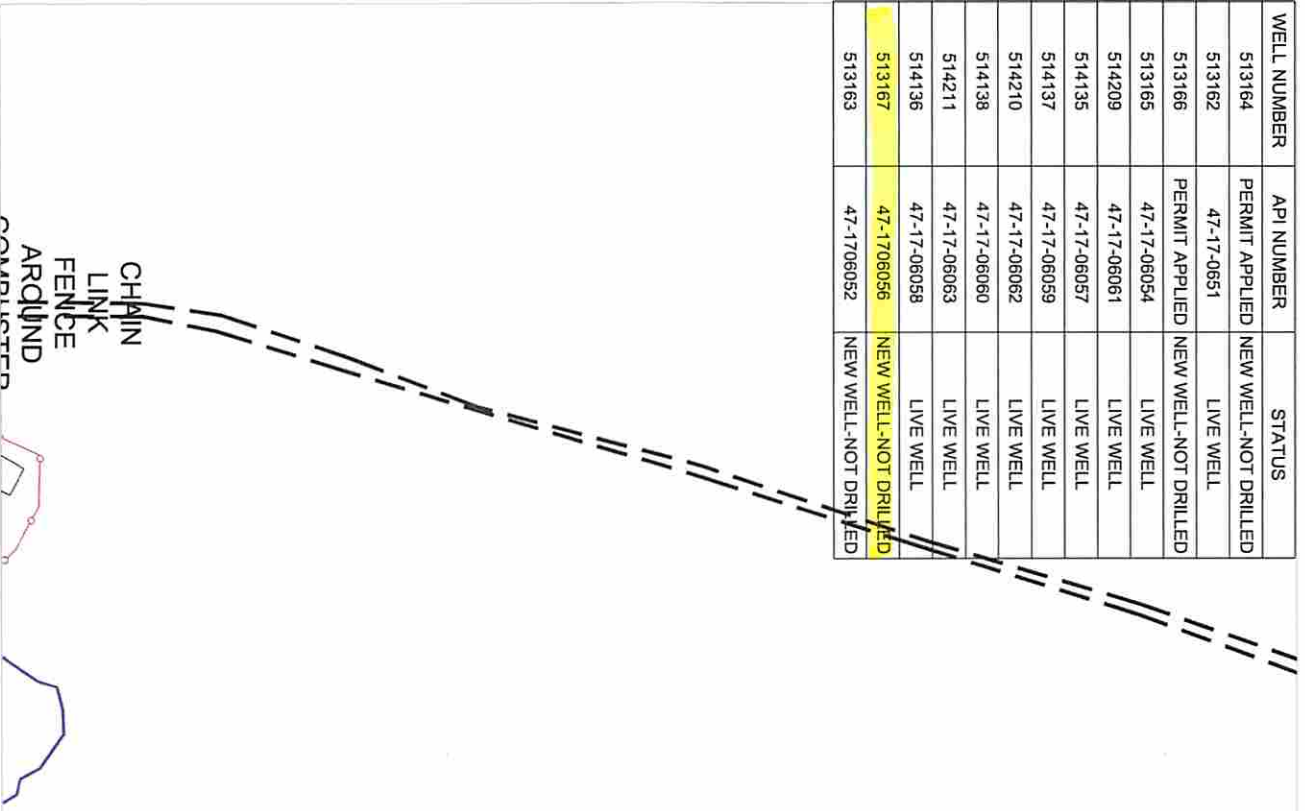 WELL NUMBER API NUMBER STATUS
513164 PERMIT APPLIED NEW WELL-NOT DRILLED
513162 47-17-0651 LIVE WELL
513166 PERMIT APPLIED NEW WELL-NOT DRILLED
513165 47-17-06054 LIVE WELL
514209 47-17-06061 LIVE WELL
514135 47-17-06057 LIVE WELL
514137 47-17-06059 LIVE WELL
514210 47-17-06062 LIVE WELL
514138 47-17-06060 LIVE WELL
514211 47-17-06063 LIVE WELL
514136 47-17-06058 LIVE WELL
513167 47-1706056 NEW WELL-NOT DRILLED
513163 47-1706052 NEW WELL-NOT DRILLED
CHAIN
LINK
FENCE
AROUND